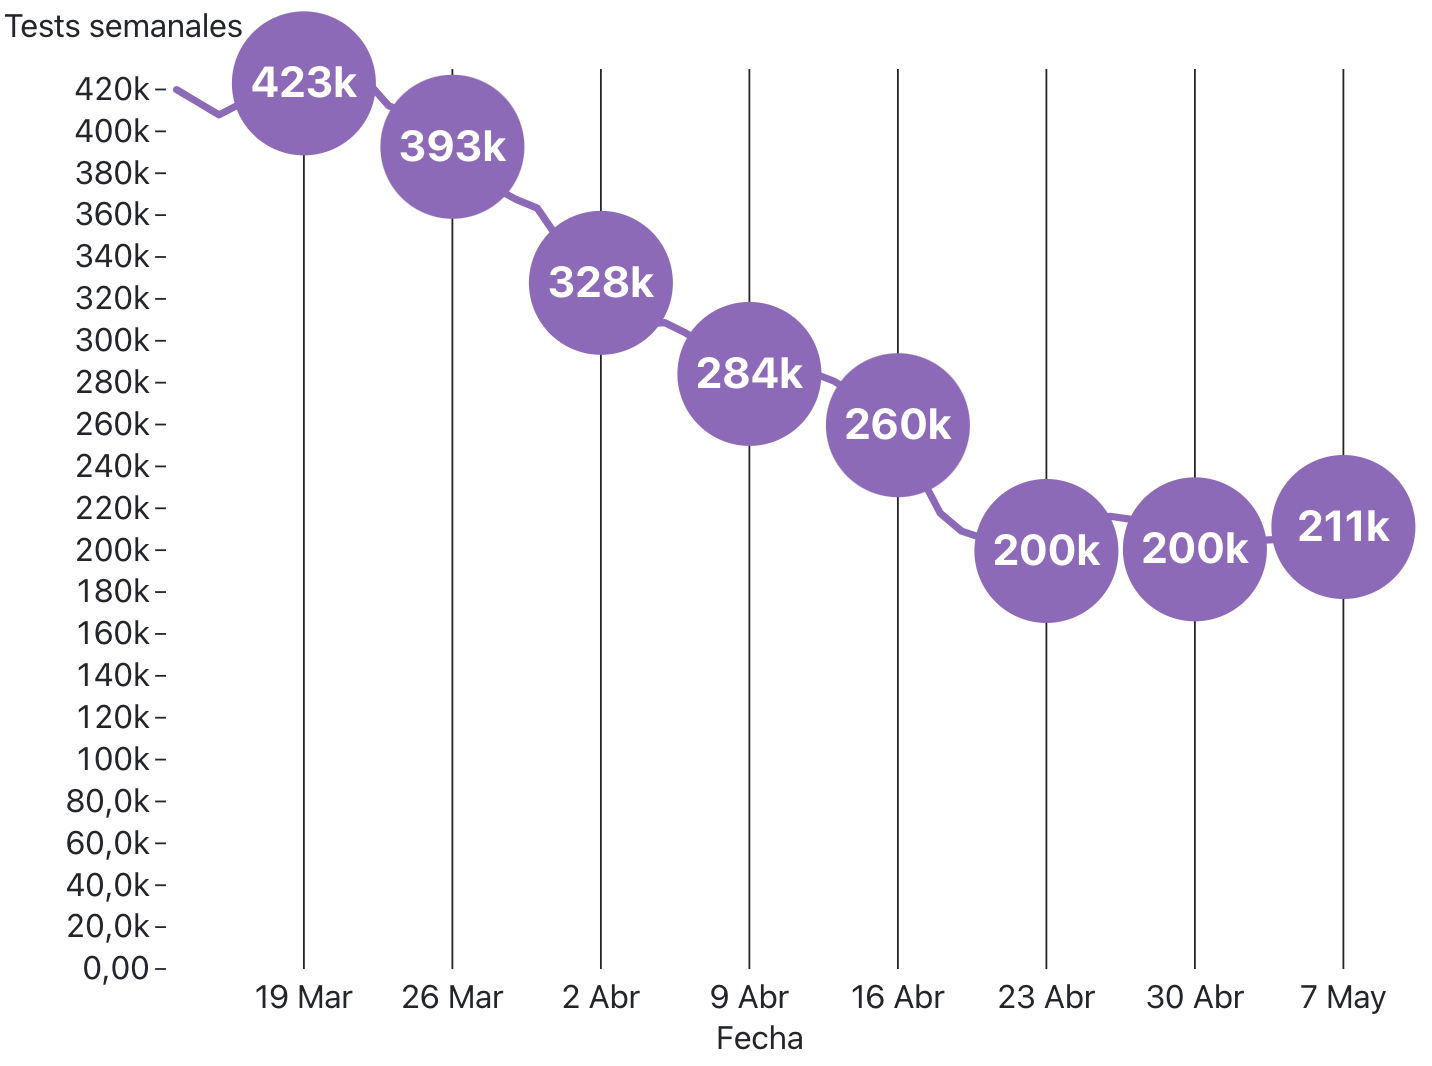 Tests semanales
423k
393k
328k
284k
260k
200k
200k
211k
420k
400k
380k
360k
340k
320k
300k
280k
260k
240k
220k
200k
180k
160k
140k
120k
100k
80,0k
60,0k
40,0k
20,0k
0,00
19 Mar
26 Mar
2 Abr
9 Abr
16 Abr
23 Abr
30 Abr
7 May
Fecha